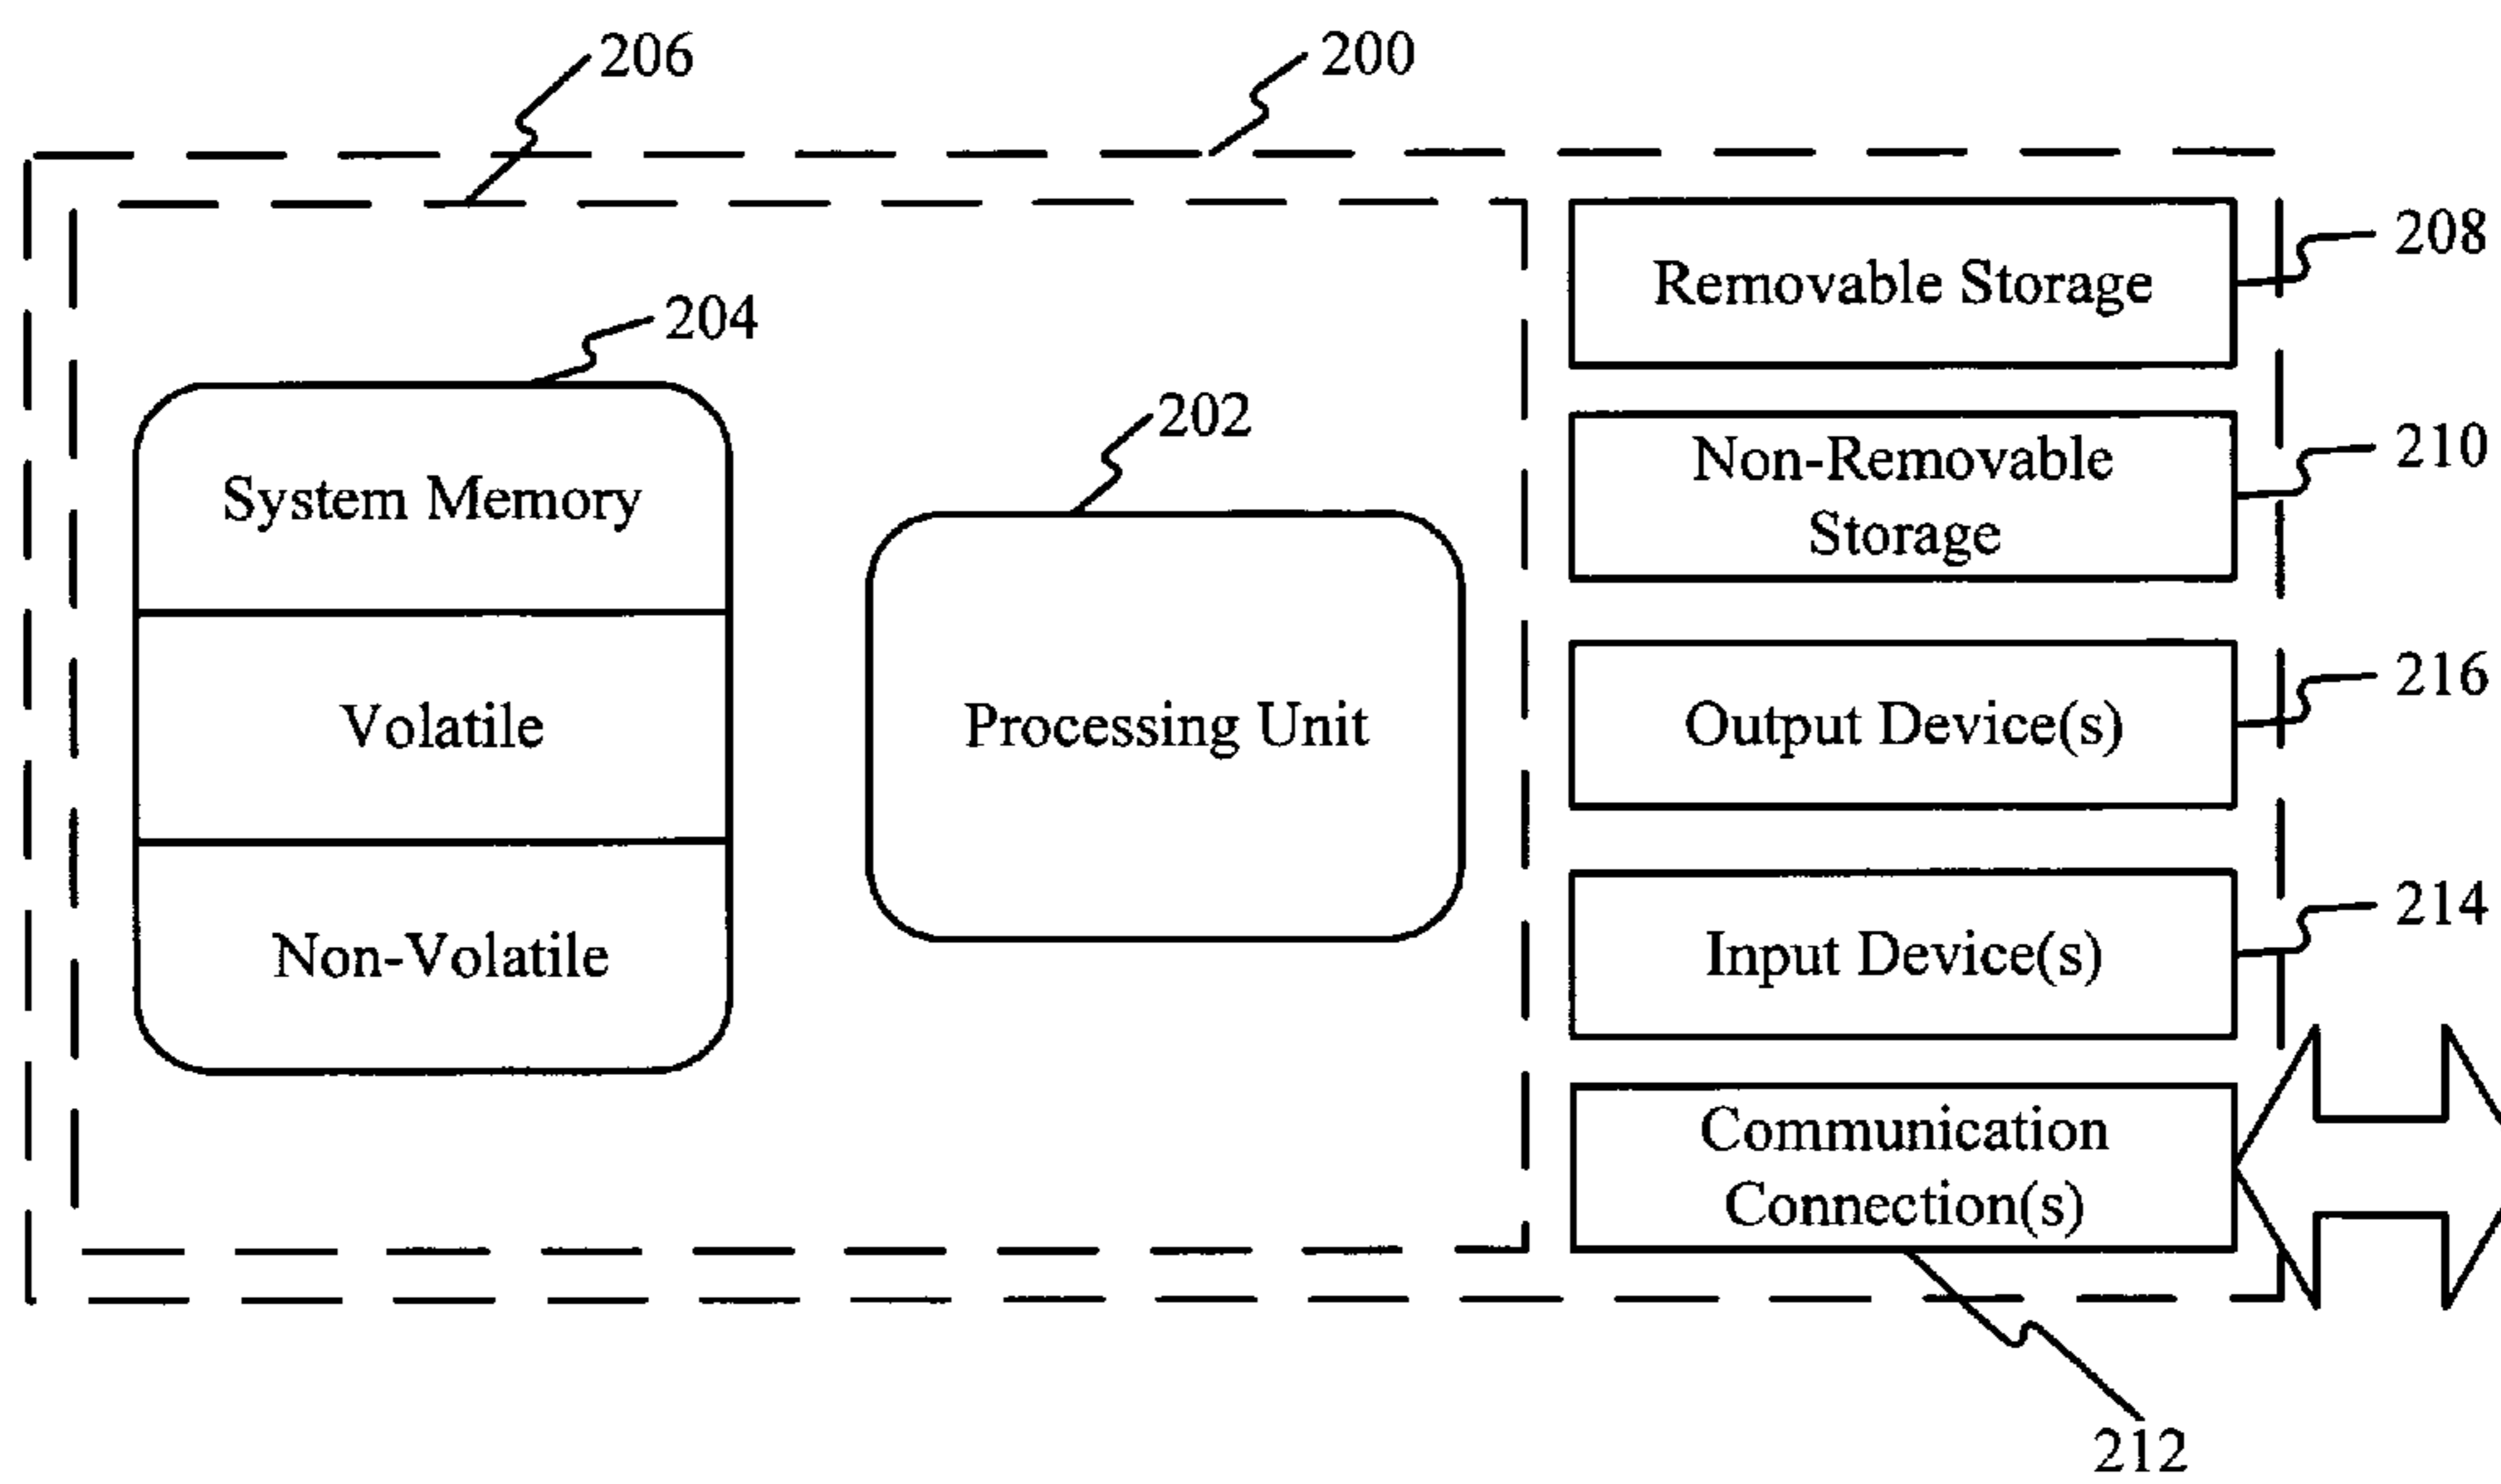 206
200
Removable Storage
208
204
System Memory
Volatile
Non-Volatile
202
Processing Unit
Non-Removable
Storage
210
Output Device(s)
216
Input Device(s)
214
Communication
Connection(s)
212